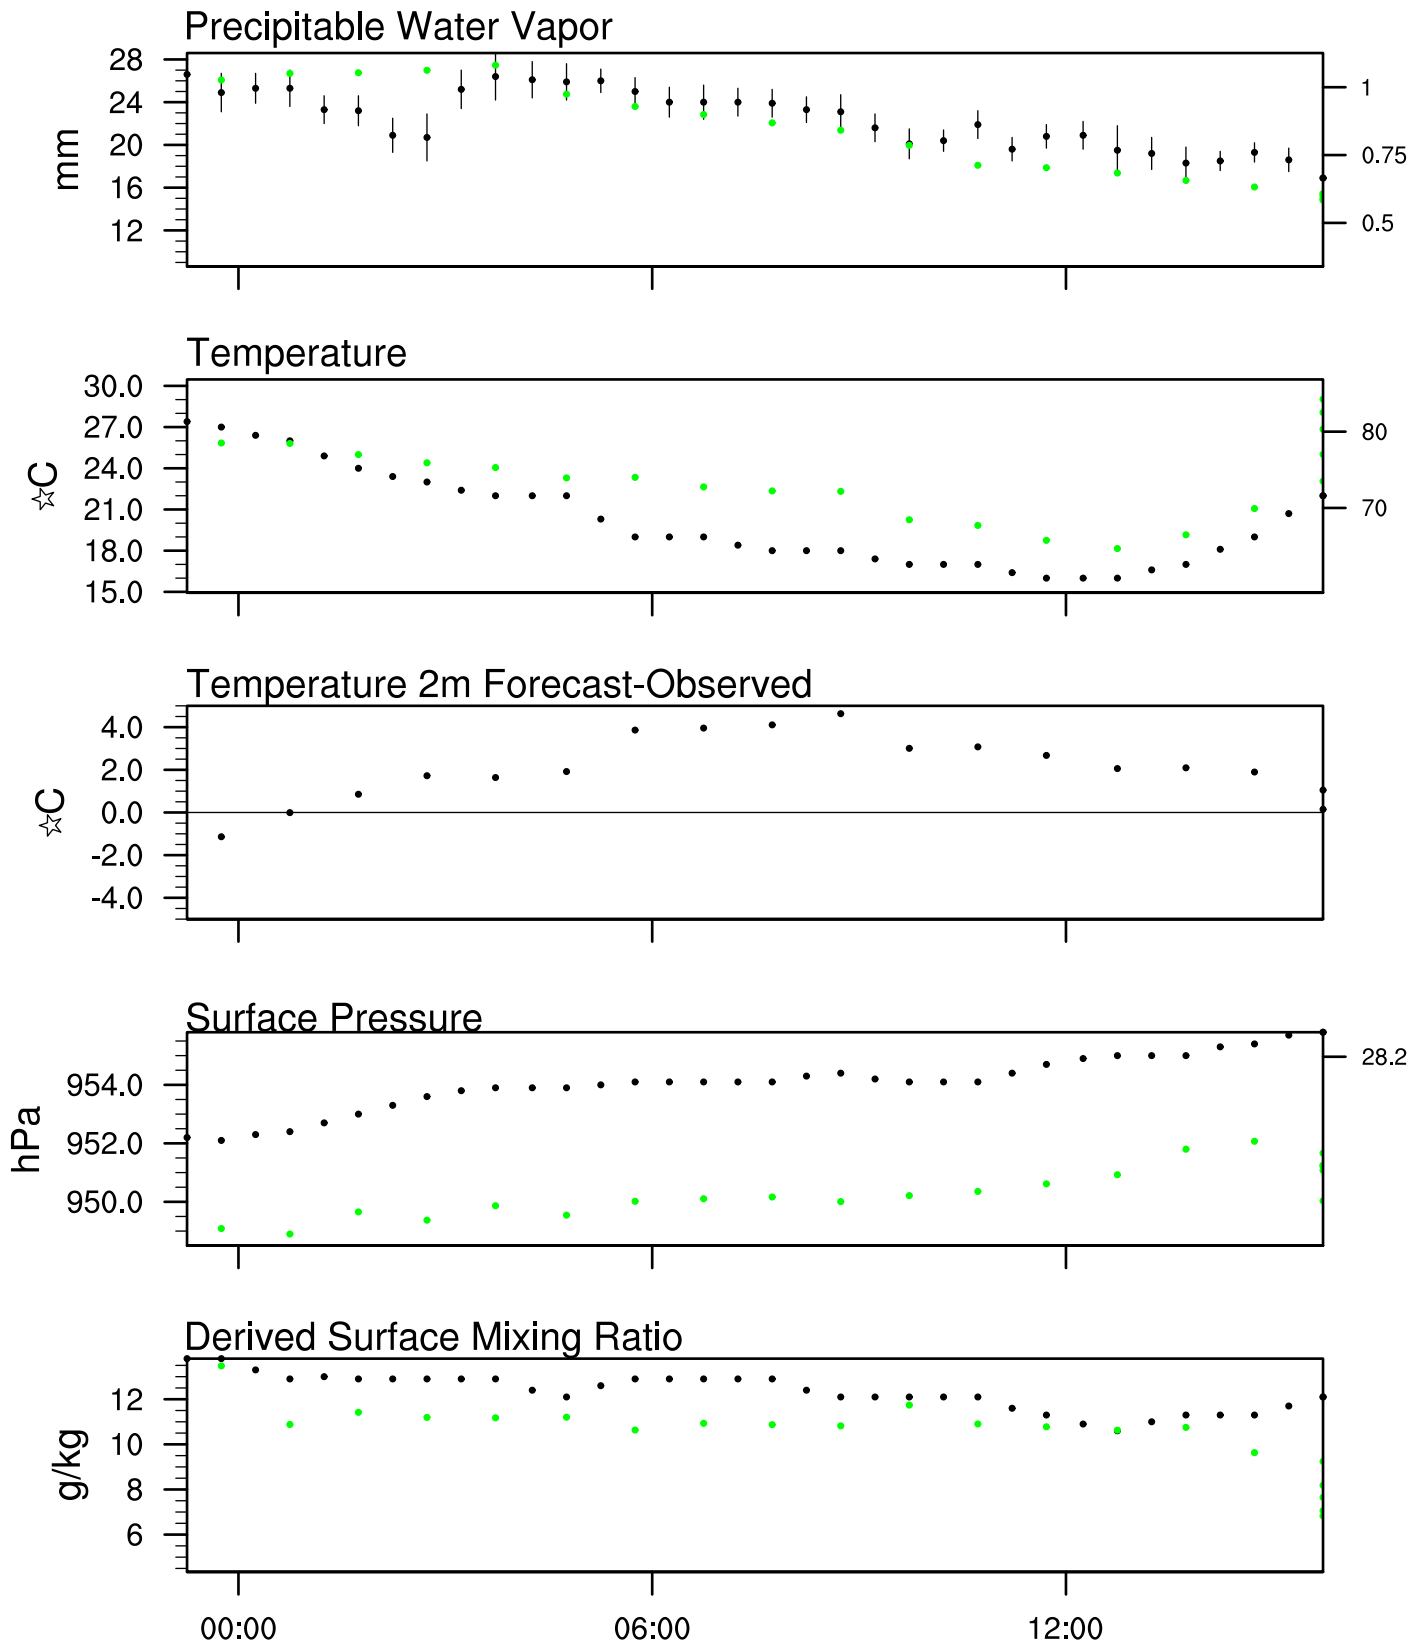 Precipitable Water Vapor
28
24
20
16
12
mm
1
0.75
0.5
Temperature
30.0
27.0
24.0
21.0
18.0
15.0
☆C
80
70
Temperature 2m Forecast-Observed
4.0
2.0
0.0
-2.0
-4.0
☆C
Surface Pressure
954.0
952.0
950.0
hPa
28.2
Derived Surface Mixing Ratio
12
10
8
6
g/kg
00:00 06:00 12:00